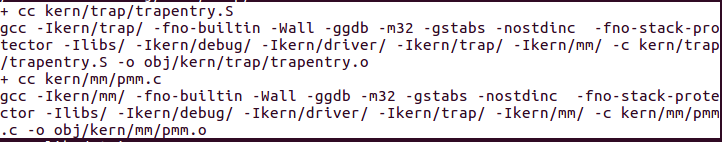 + cc kern/trap/trapentry.S
gcc -Ikern/trap/ -fno-builtin -Wall -ggdb -m32 -gstabs -nostdinc  -fno-stack-pro
tector -Ilibs/ -Ikern/debug/ -Ikern/driver/ -Ikern/trap/ -Ikern/mm/ -c kern/trap
/trapentry.S -o obj/kern/trap/trapentry.o
+ cc kern/mm/pmm.c
gcc -Ikern/mm/ -fno-builtin -Wall -ggdb -m32 -gstabs -nostdinc  -fno-stack-prote
ctor -Ilibs/ -Ikern/debug/ -Ikern/driver/ -Ikern/trap/ -Ikern/mm/ -c kern/mm/pmm
.c -o obj/kern/mm/pmm.o